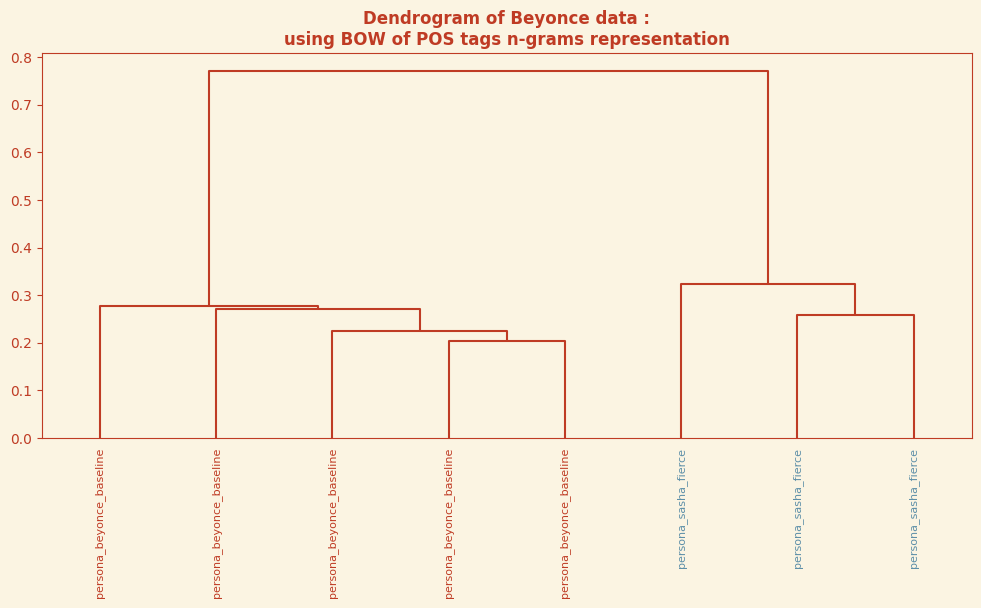 Dendrogram of Beyonce data :
using BOW of POS tags n-grams representation
0.8
0.7
0.6
0.5
0.4
0.3
0.2
0.1
0.0
persona_beyonce_baseline
persona_beyonce_baseline
persona_beyonce_baseline
persona_beyonce_baseline
persona_beyonce_baseline
persona_sasha_fierce
persona_sasha_fierce
persona_sasha_fierce